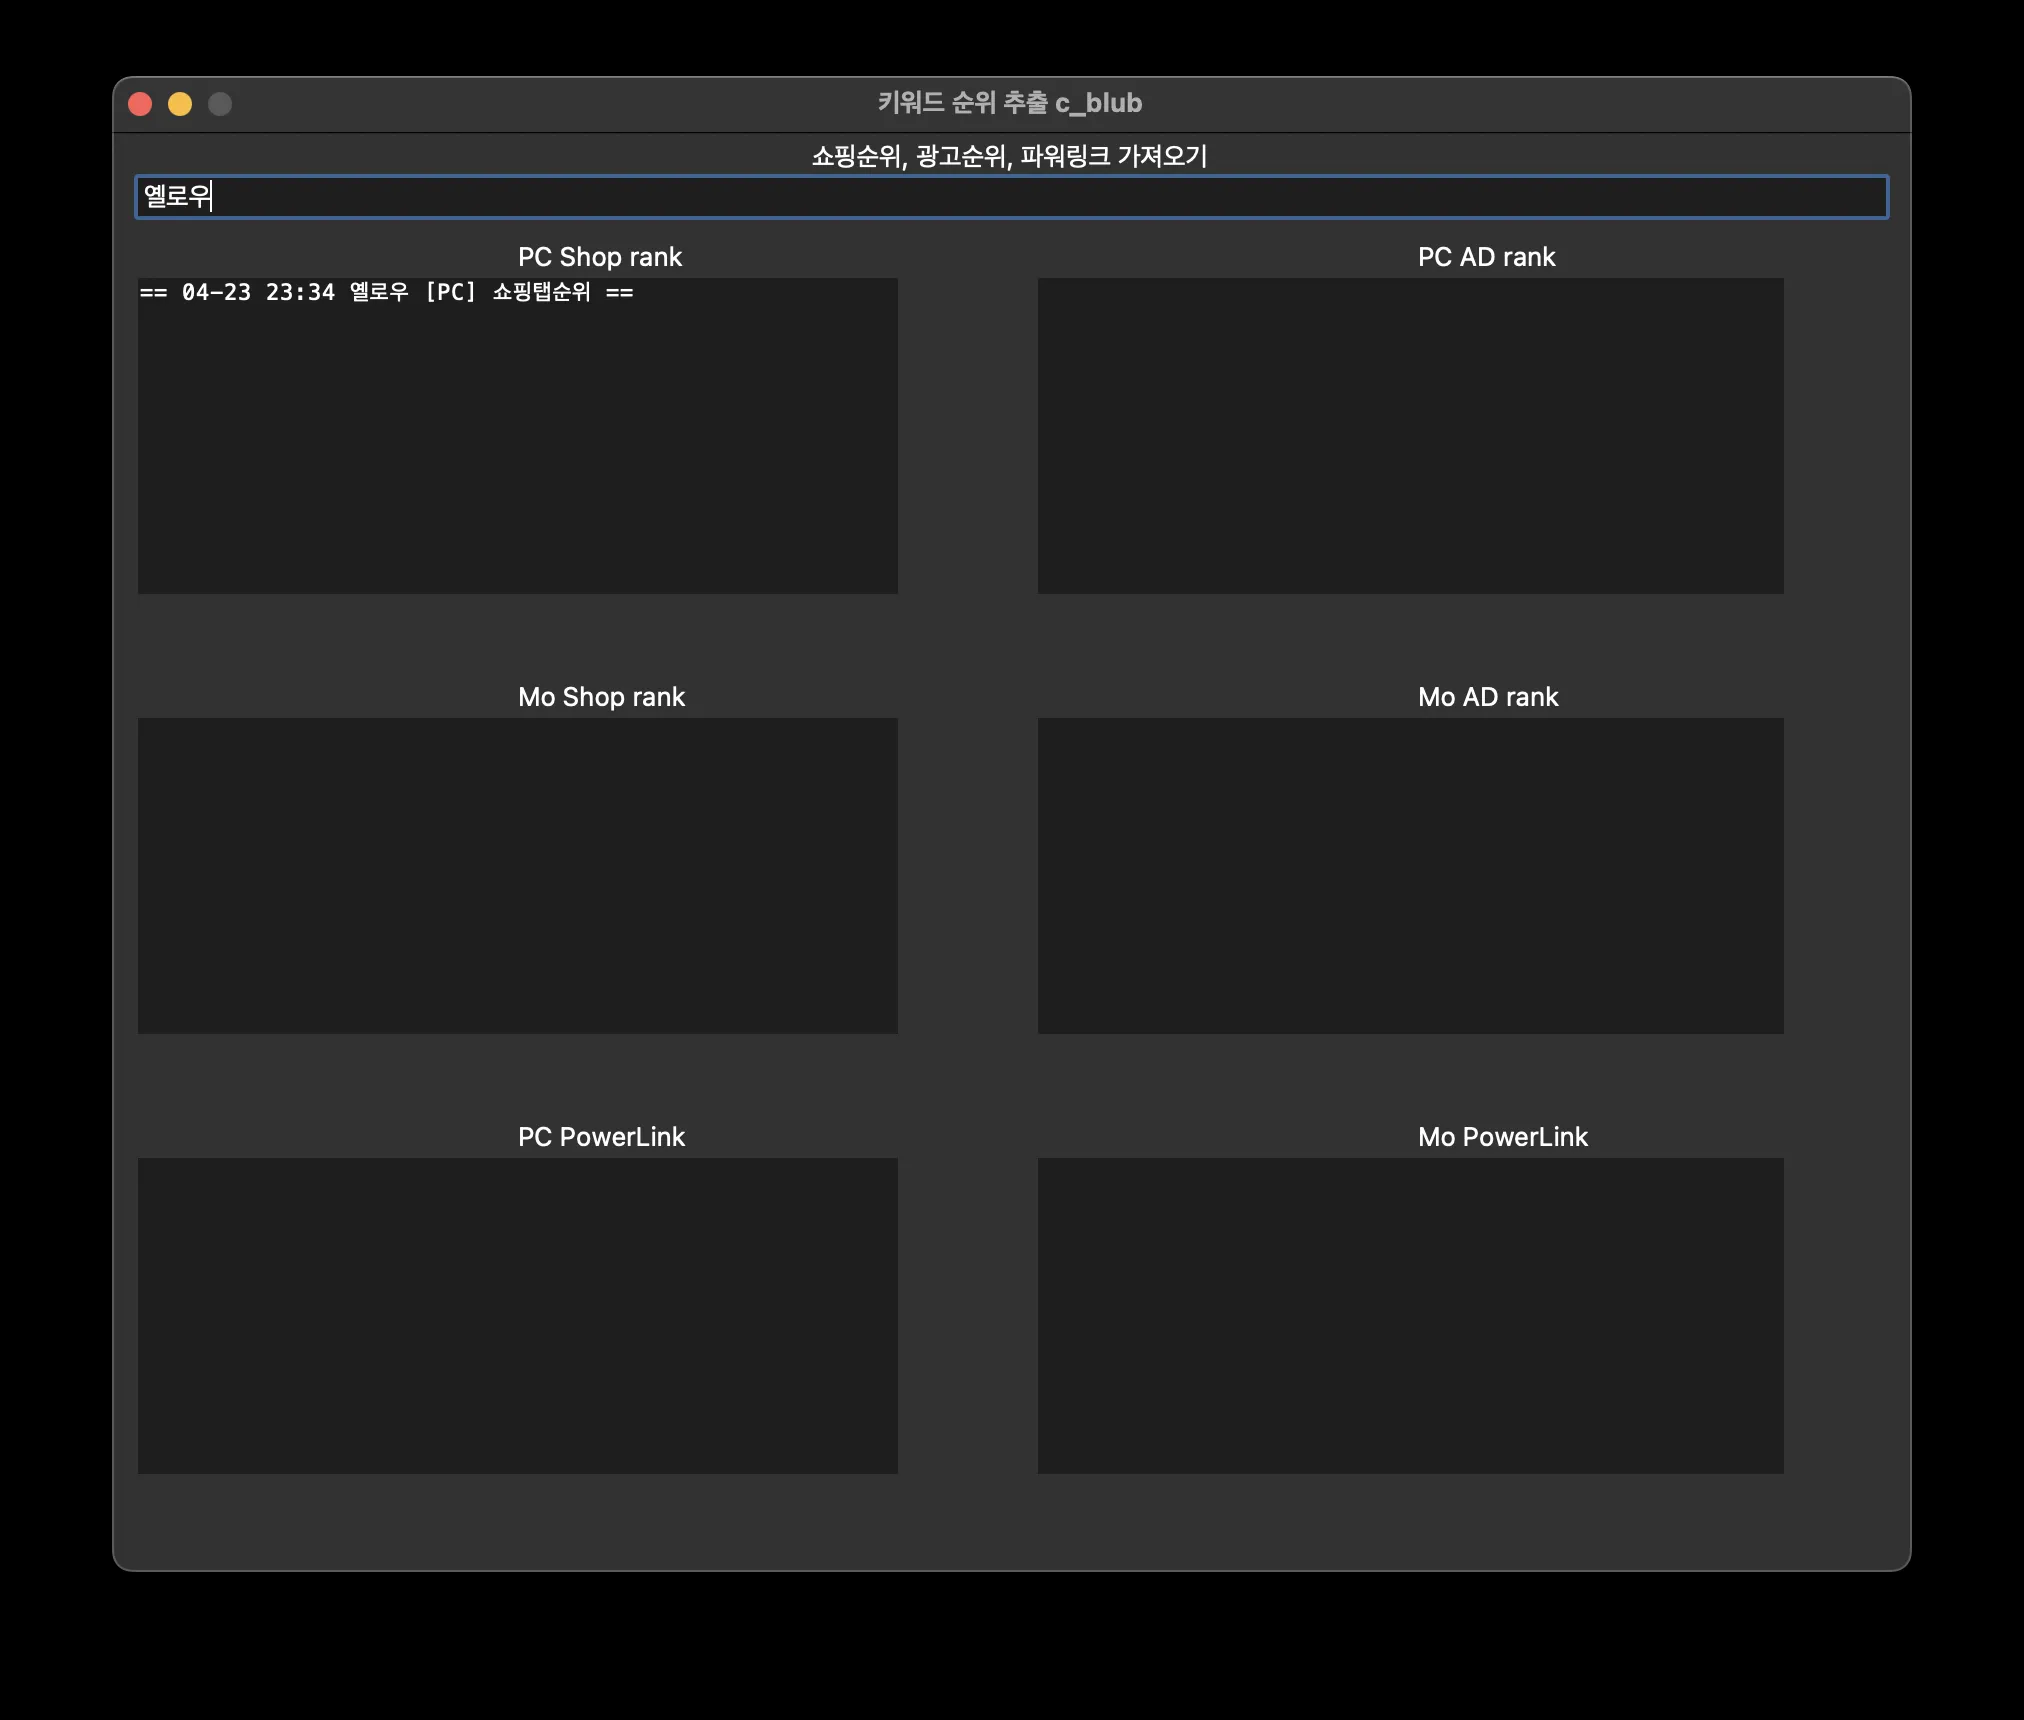 키워드 순위 추출 c_blub
쇼핑순위, 광고순위, 파워링크 가져오기
옐로우
PC Shop rank
PC AD rank
== 04-23 23:34 옐로우 [PC] 쇼핑탭순위 ==
Mo Shop rank
Mo AD rank
PC PowerLink
Mo PowerLink